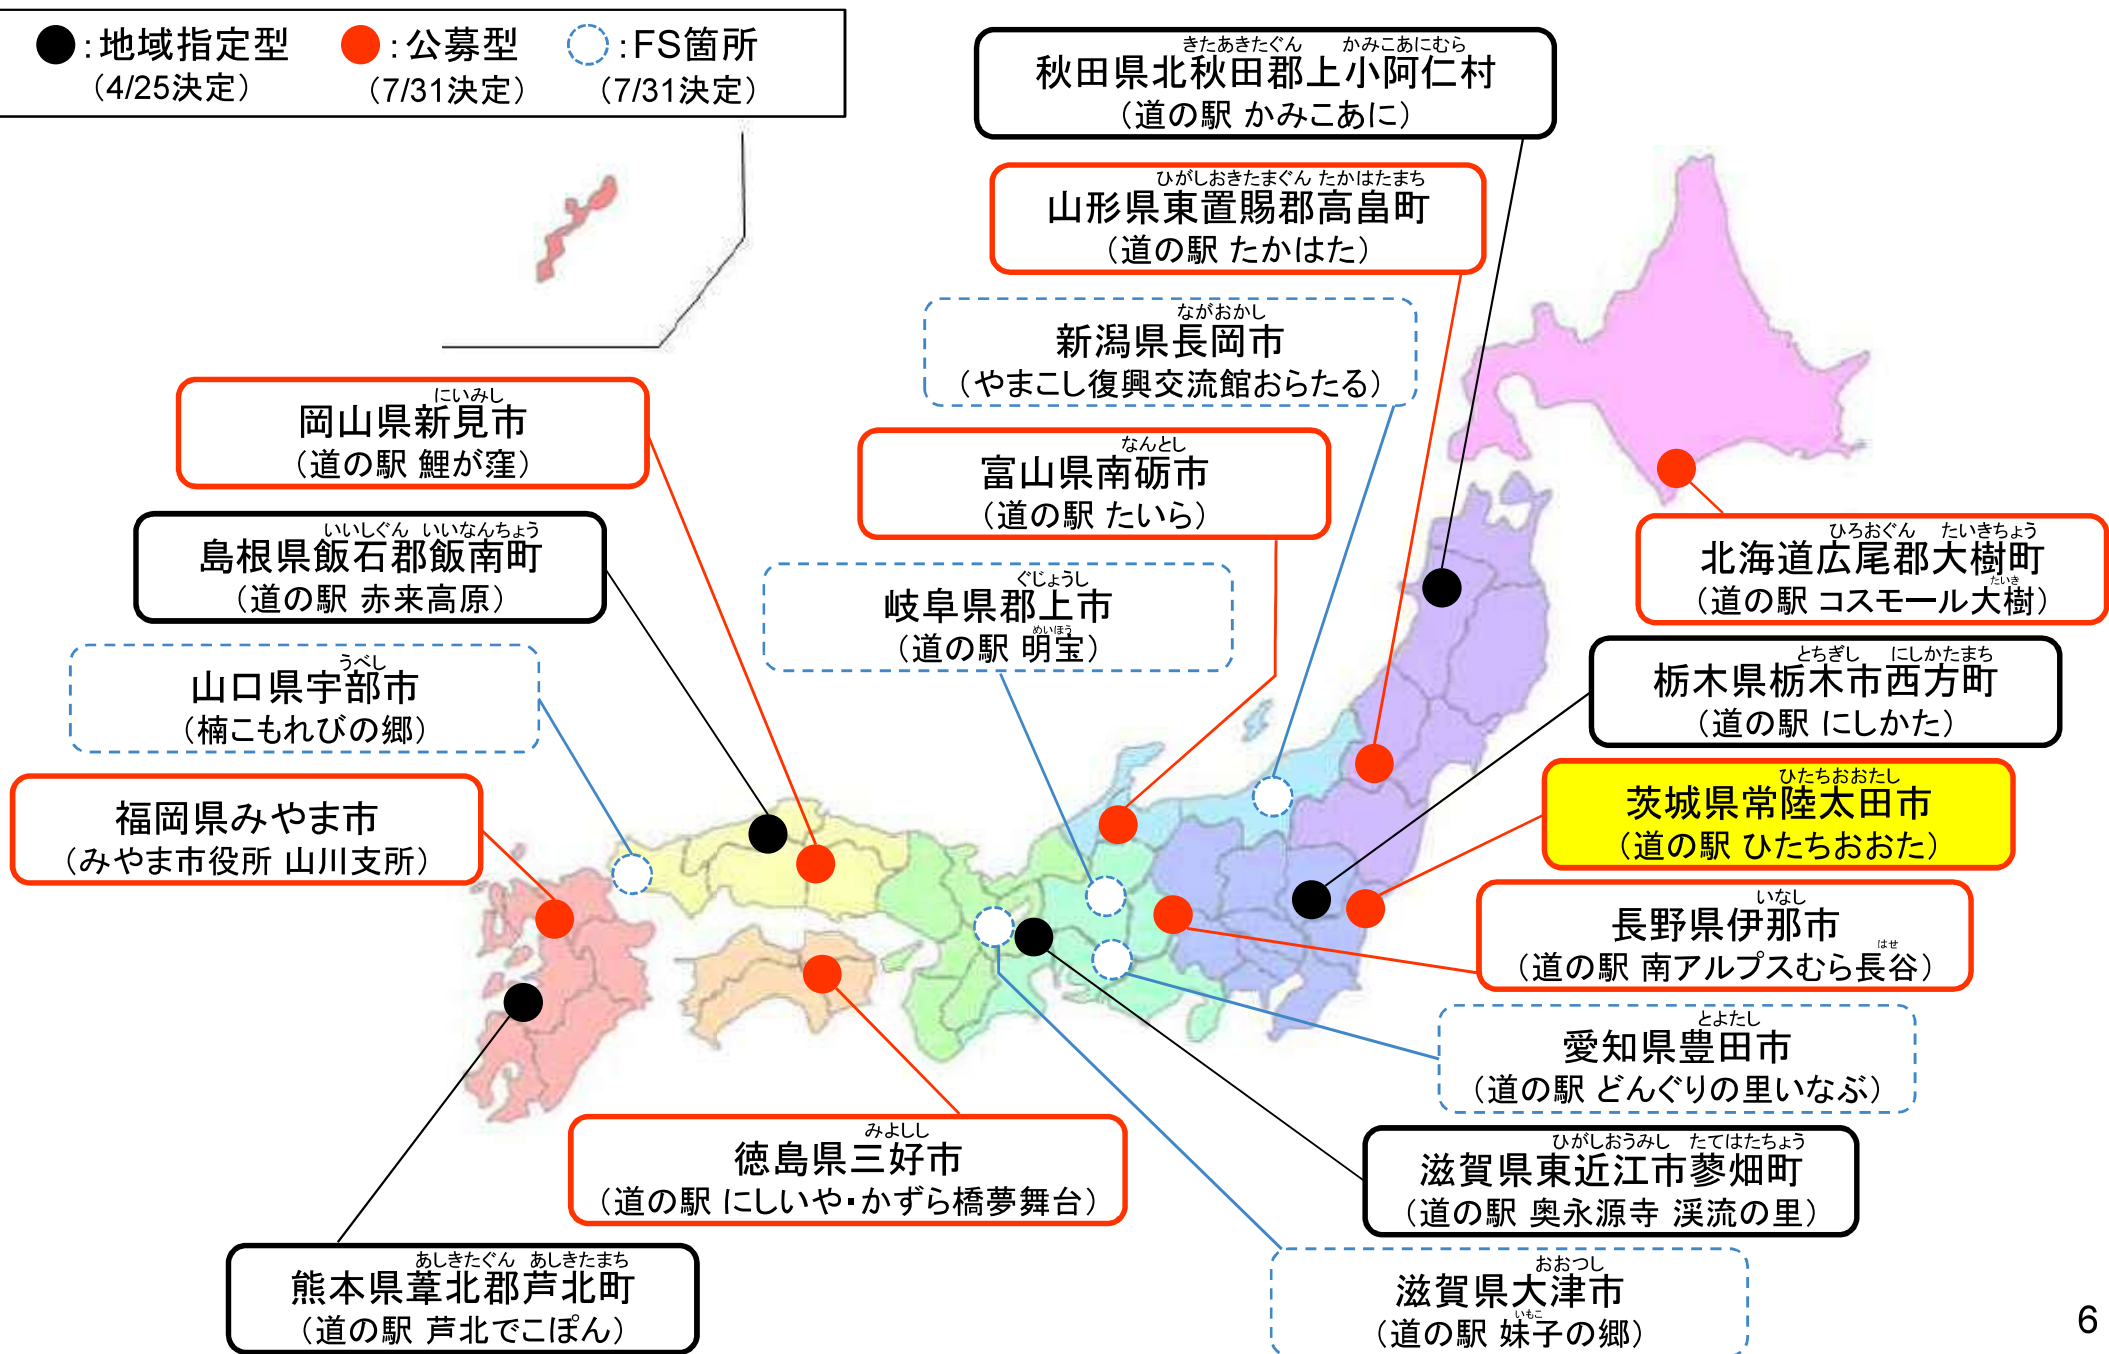 ●：地域指定型 ●：公募型 ：FS箇所
（4/25決定） （7/31決定） （7/31決定）
きたあきたぐん かみこあにむら
秋田県北秋田郡上小阿仁村
（道の駅 かみこあに）
ひがしおきたまぐん たかはたまち
山形県東置賜郡高畠町
（道の駅 たかはた）
ながおかし
新潟県長岡市
（やまこし復興交流館おらたる）
にいみし
岡山県新見市
（道の駅 鯉が窪）
なんとし
富山県南砺市
（道の駅 たいら）
いいしぐん いいなんちょう
島根県飯石郡飯南町
（道の駅 赤来高原）
ひろおぐん たいきちょう
北海道広尾郡大樹町
たいき
（道の駅 コスモール大樹）
ぐじょうし
岐阜県郡上市
めいほう
（道の駅 明宝）
うべし
山口県宇部市
（楠こもれびの郷）
とちぎし にしかたまち
栃木県栃木市西方町
（道の駅 にしかた）
福岡県みやま市
（みやま市役所 山川支所）
ひたちおおたし
茨城県常陸太田市
（道の駅 ひたちおおた）
いなし
長野県伊那市
はせ
（道の駅 南アルプスむら長谷）
とよたし
愛知県豊田市
（道の駅 どんぐりの里いなぶ）
みよしし
徳島県三好市
（道の駅 にしいや・かずら橋夢舞台）
ひがしおうみし たてはたちょう
滋賀県東近江市蓼畑町
（道の駅 奥永源寺 渓流の里）
あしきたぐん あしきたまち
熊本県葦北郡芦北町
（道の駅 芦北でこぽん）
おおつし
滋賀県大津市
いもこ
（道の駅 妹子の郷）
6